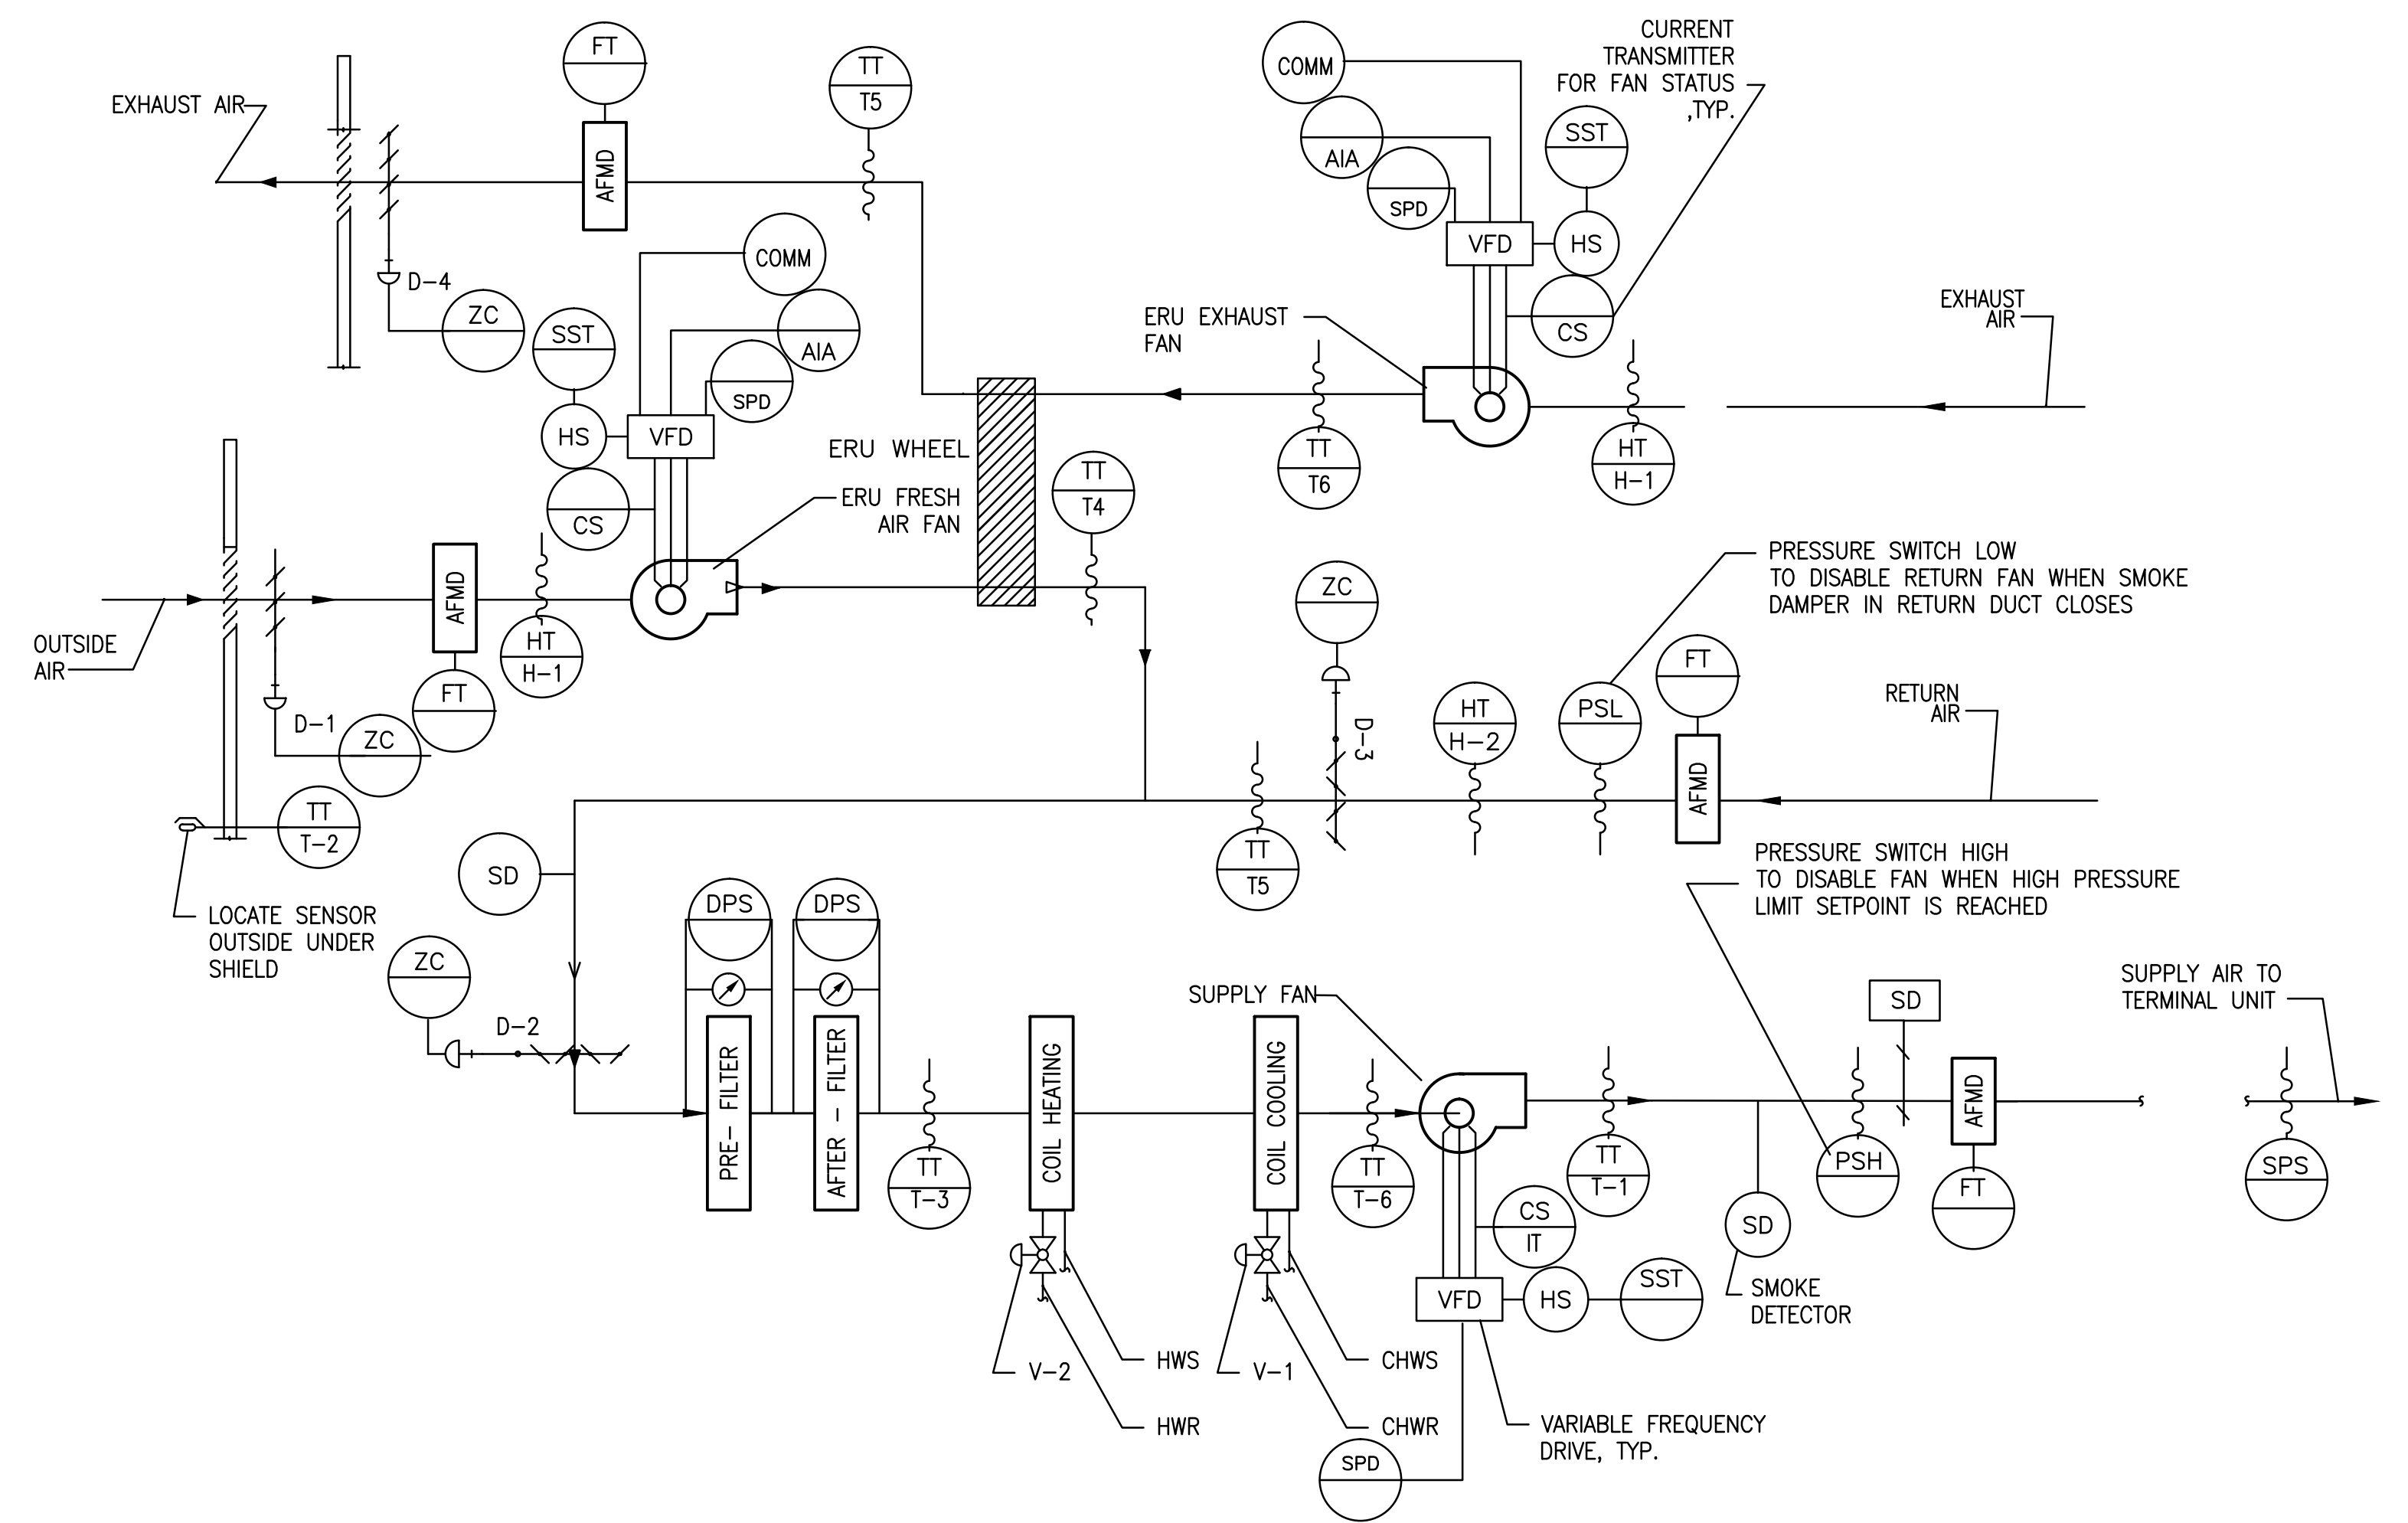 FT
TT
T5
EXHAUST AIR
AFMD
D-4
ZC
COMM
AIA
SPD
SST
HS
VFD
CS
ERU WHEEL
ERU FRESH
AIR FAN
TT
T4
COMM
AIA
SPD
CURRENT
TRANSMITTER
FOR FAN STATUS
,TYP.
SST
VFD
HS
CS
ERU EXHAUST
FAN
TT
T6
HT
H-1
EXHAUST
AIR
OUTSIDE
AIR
AFMD
FT
HT
H-1
D-1
ZC
TT
T-2
LOCATE SENSOR
OUTSIDE UNDER
SHIELD
ZC
D-3
TT
T5
HT
H-2
PSL
PRESSURE SWITCH LOW
TO DISABLE RETURN FAN WHEN SMOKE
DAMPER IN RETURN DUCT CLOSES
FT
AFMD
RETURN
AIR
SD
ZC
D-2
DPS
DPS
PRE- FILTER
AFTER - FILTER
TT
T-3
COIL HEATING
V-2
HWS
HWR
COIL COOLING
V-1
CHWS
CHWR
SUPPLY FAN
TT
T-6
CS
IT
VFD
HS
SST
SPD
VARIABLE FREQUENCY
DRIVE, TYP.
TT
T-1
PRESSURE SWITCH HIGH
TO DISABLE FAN WHEN HIGH PRESSURE
LIMIT SETPOINT IS REACHED
SD
SD
SMOKE
DETECTOR
PSH
AFMD
FT
SUPPLY AIR TO
TERMINAL UNIT
SPS